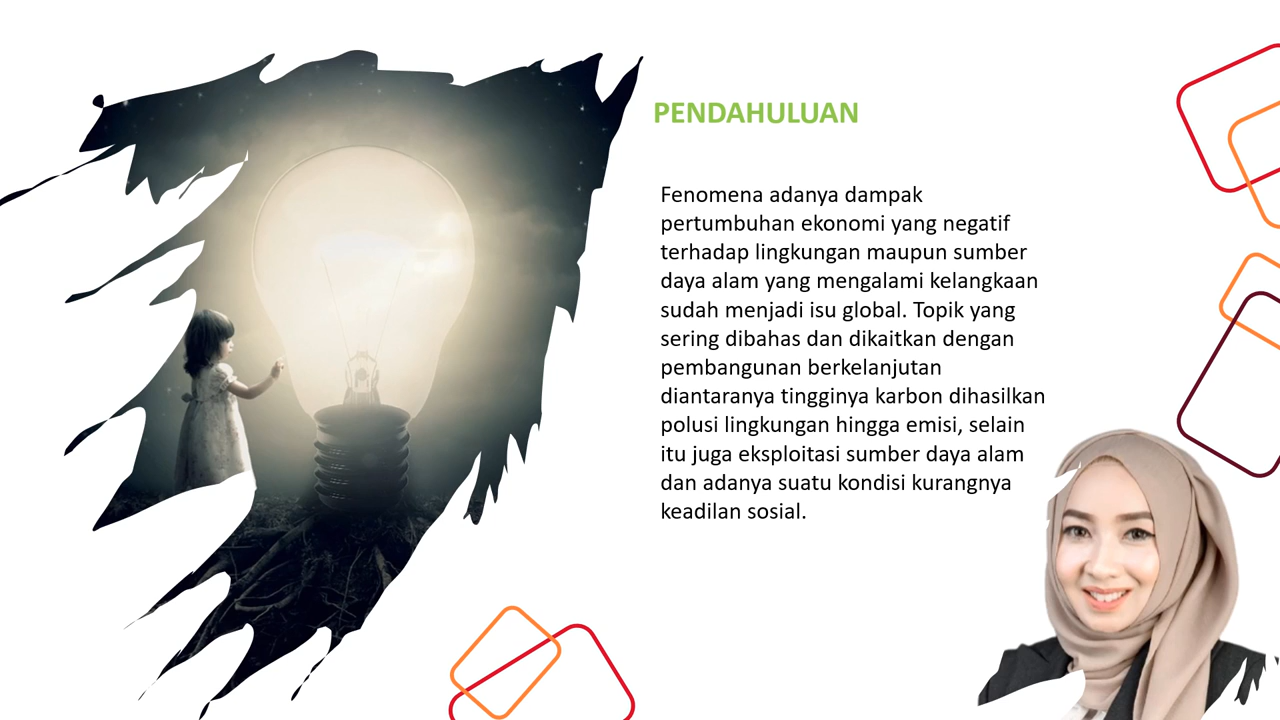 PENDAHULUAN
Fenomena adanya dampak
pertumbuhan ekonomi yang negatif
terhadap lingkungan maupun sumber
daya alam yang mengalami kelangkaan
sudah menjadi isu global. Topik yang
sering dibahas dan dikaitkan dengan
pembangunan berkelanjutan
diantaranya tingginya karbon dihasilkan
polusi lingkungan hingga emisi, selain
itu juga eksploitasi sumber daya alam
dan adanya suatu kondisi kurangnya
keadilan sosial.